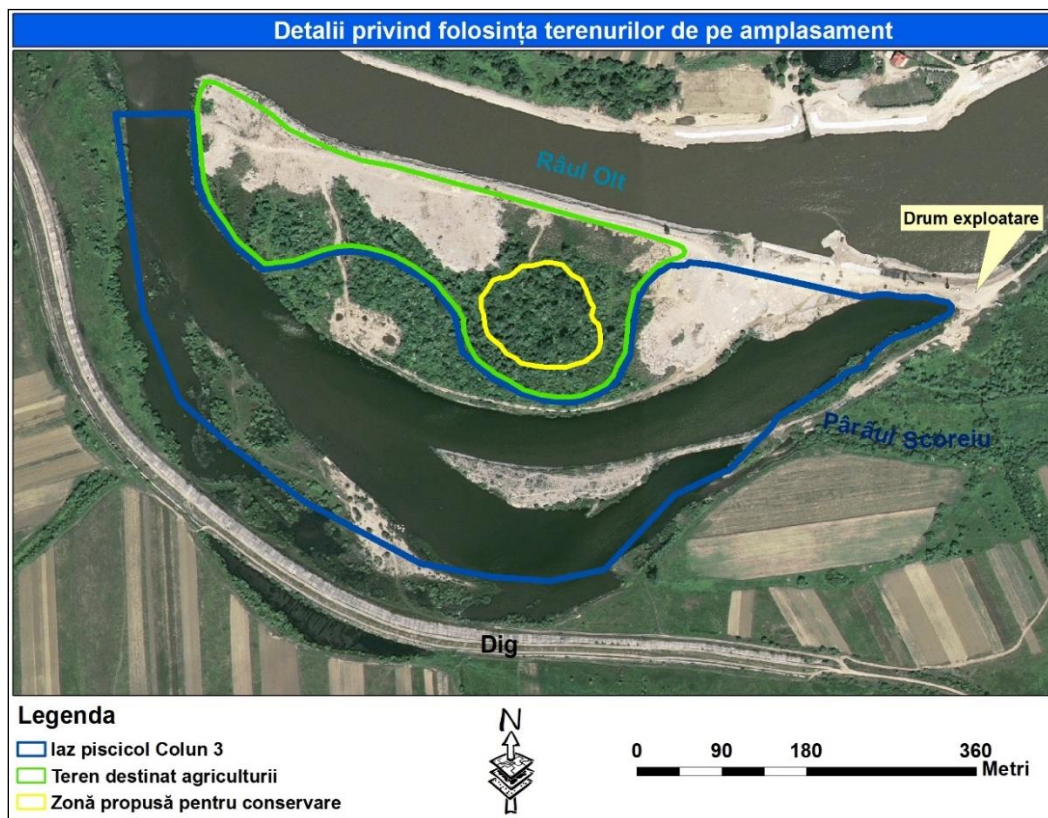 Detalii privind folosința terenurilor de pe amplasament
Râul Olt
Drum exploatare
Pârâul Scoreiu
Dig
Legenda
Iaz piscicol Colun 3
Teren destinat agriculturii
Zonă propusă pentru conservare
N
0 90 180 360
Metri